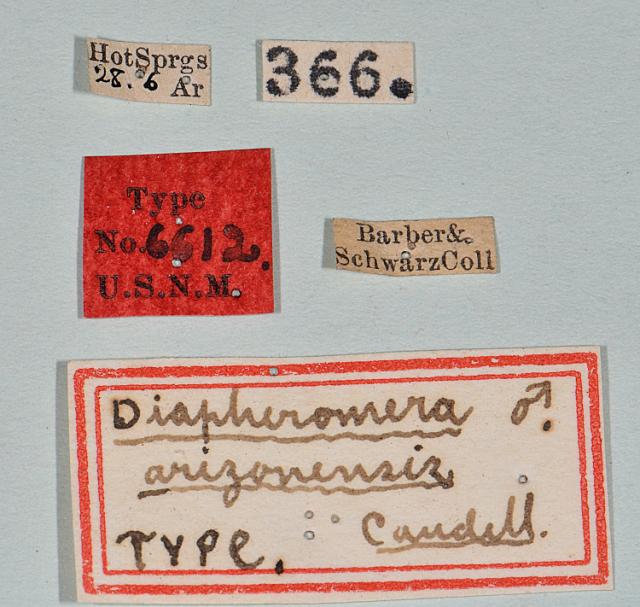 HotSprgs
28.6 Ar
366.
Type
No. 6612.
U.S.N.M.
Barber&
SchwarzColl
Diapheromera ♂
arizonensis
Type. Caudell.